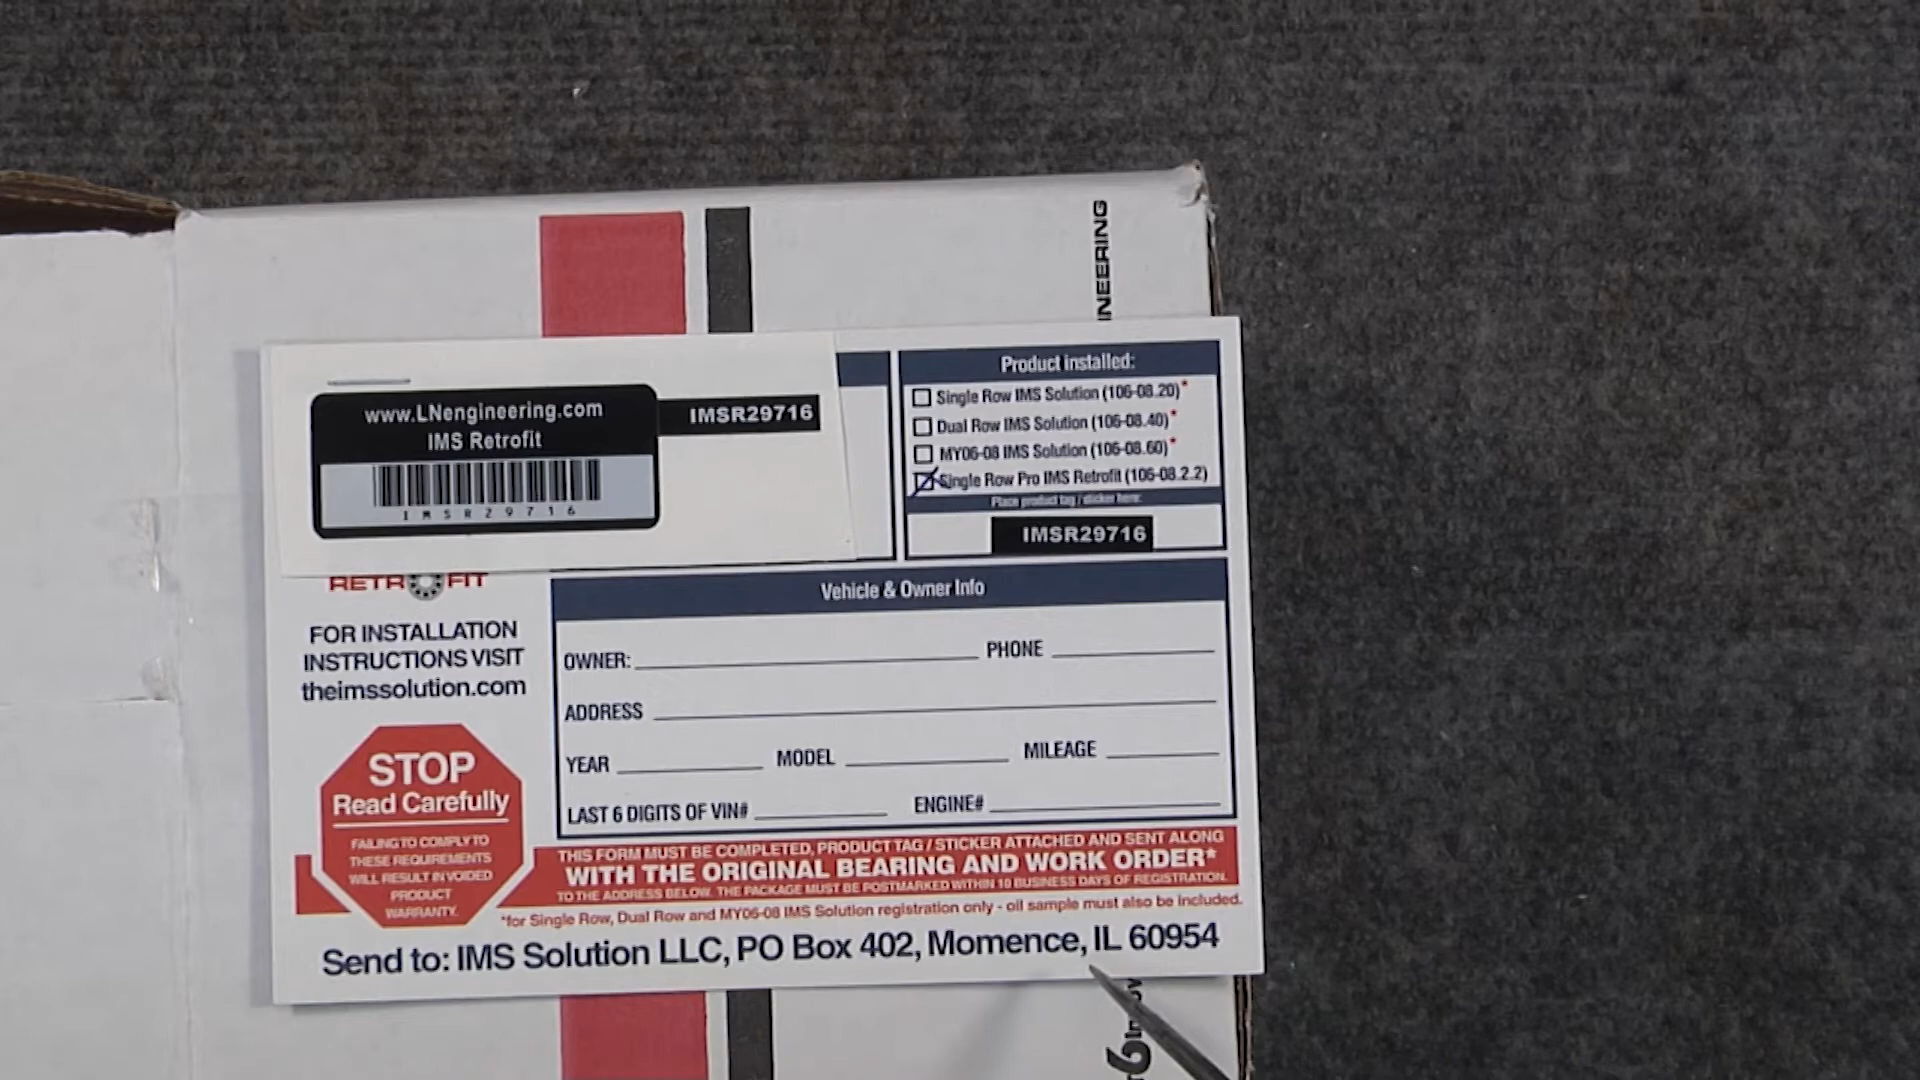 NEERING
www.LNengineering.com
IMS Retrofit
IMSR29716
IMSR29716
Product installed:
Single Row IMS Solution (106-08.20)*
Dual Row IMS Solution (106-08.40)*
MY06-08 IMS Solution (106-08.60)*
Single Row Pro IMS Retrofit (106-08.2.2)
Place product tag / sticker here:
IMSR29716
RETROFIT
FOR INSTALLATION
INSTRUCTIONS VISIT
theimssolution.com
STOP
Read Carefully
FAILING TO COMPLY TO
THESE REQUIREMENTS
WILL RESULT IN VOIDED
PRODUCT
WARRANTY.
Vehicle & Owner Info
OWNER: PHONE
ADDRESS
YEAR MODEL MILEAGE
LAST 6 DIGITS OF VIN# ENGINE#
THIS FORM MUST BE COMPLETED, PRODUCT TAG / STICKER ATTACHED AND SENT ALONG
WITH THE ORIGINAL BEARING AND WORK ORDER*
TO THE ADDRESS BELOW. THE PACKAGE MUST BE POSTMARKED WITHIN 10 BUSINESS DAYS OF REGISTRATION.
*for Single Row, Dual Row and MY06-08 IMS Solution registration only - oil sample must also be included.
Send to: IMS Solution LLC, PO Box 402, Momence, IL 60954